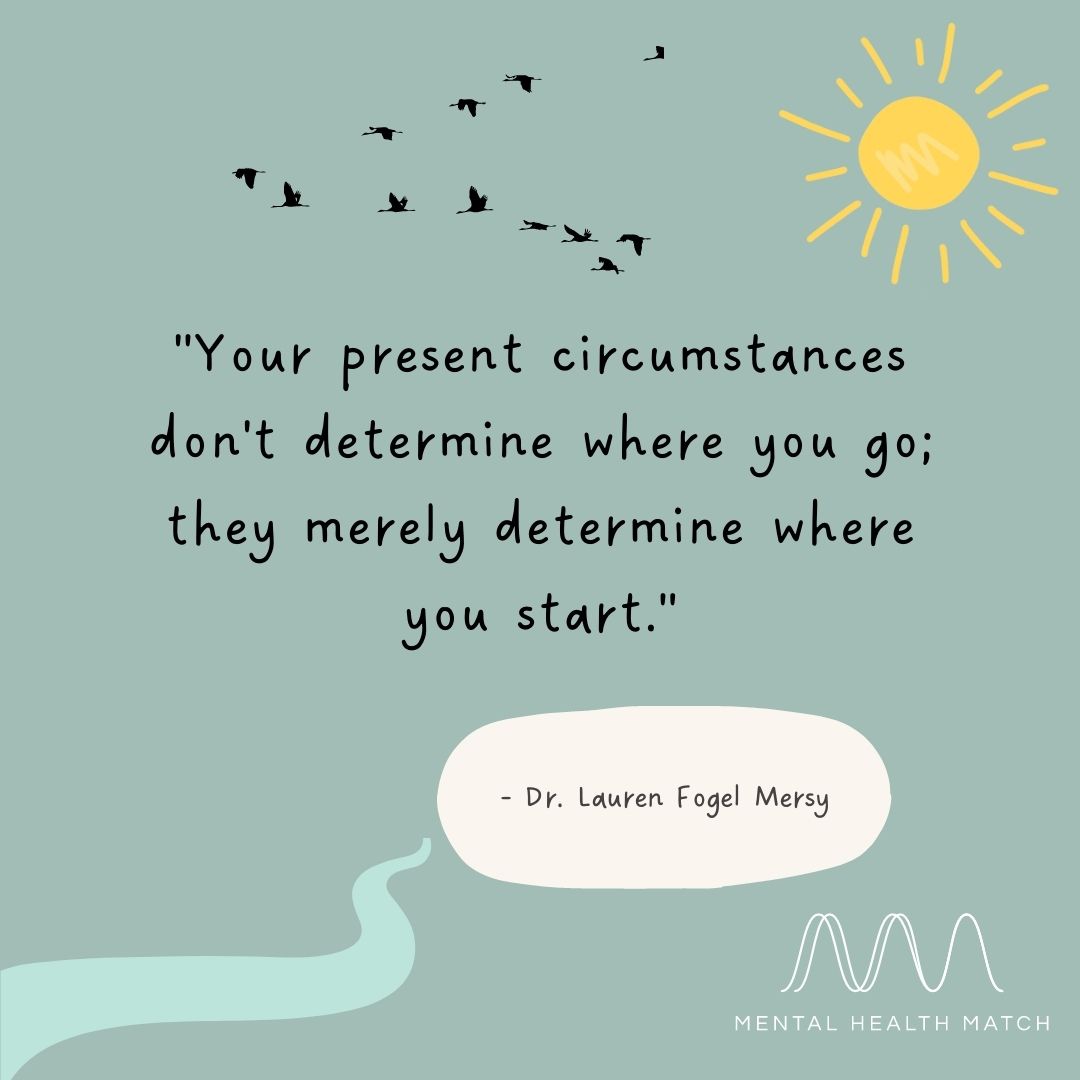 "Your present circumstances
don't determine where you go;
they merely determine where
you start."
- Dr. Lauren Fogel Mersy
MENTAL HEALTH MATCH